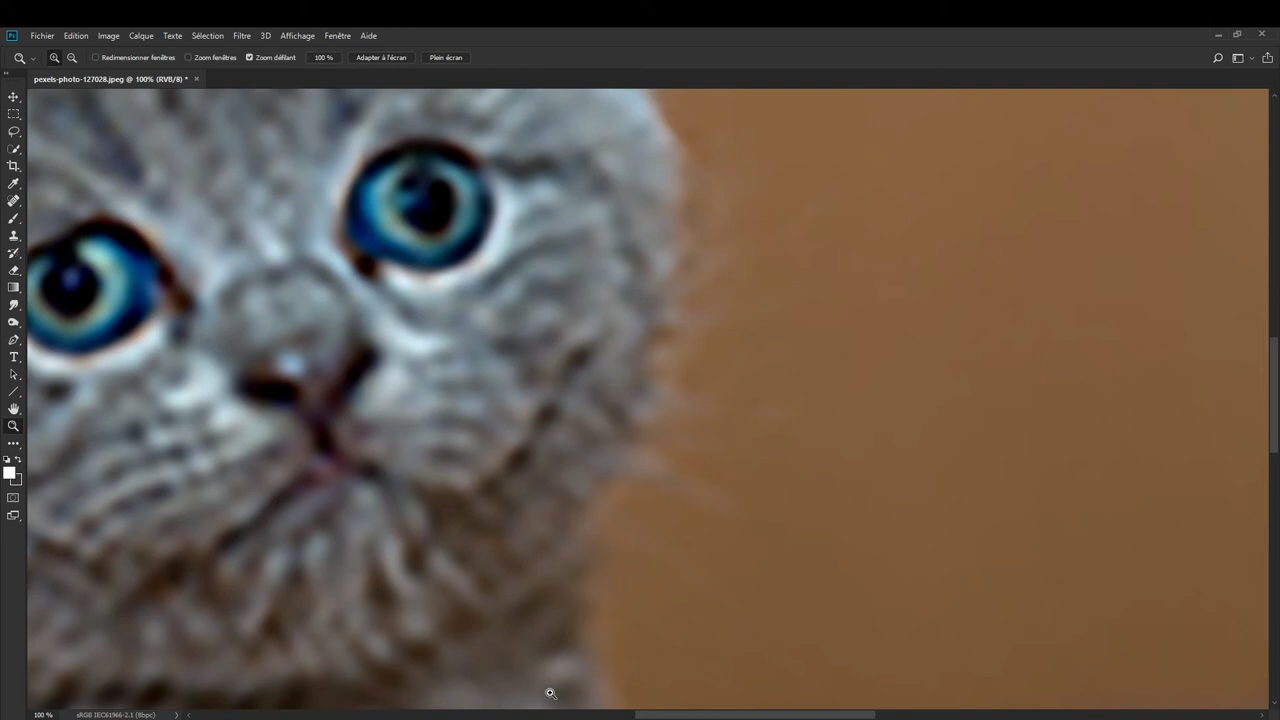 Ps Fichier Edition Image Calque Texte Sélection Filtre 3D Affichage Fenêtre Aide
Redimensionner fenêtres Zoom fenêtres Zoom défilant 100 % Adapter à l'écran Plein écran
pexels-photo-127028.jpeg @ 100% (RVB/8) *
T
100 % sRGB IEC61966-2.1 (8bpc)